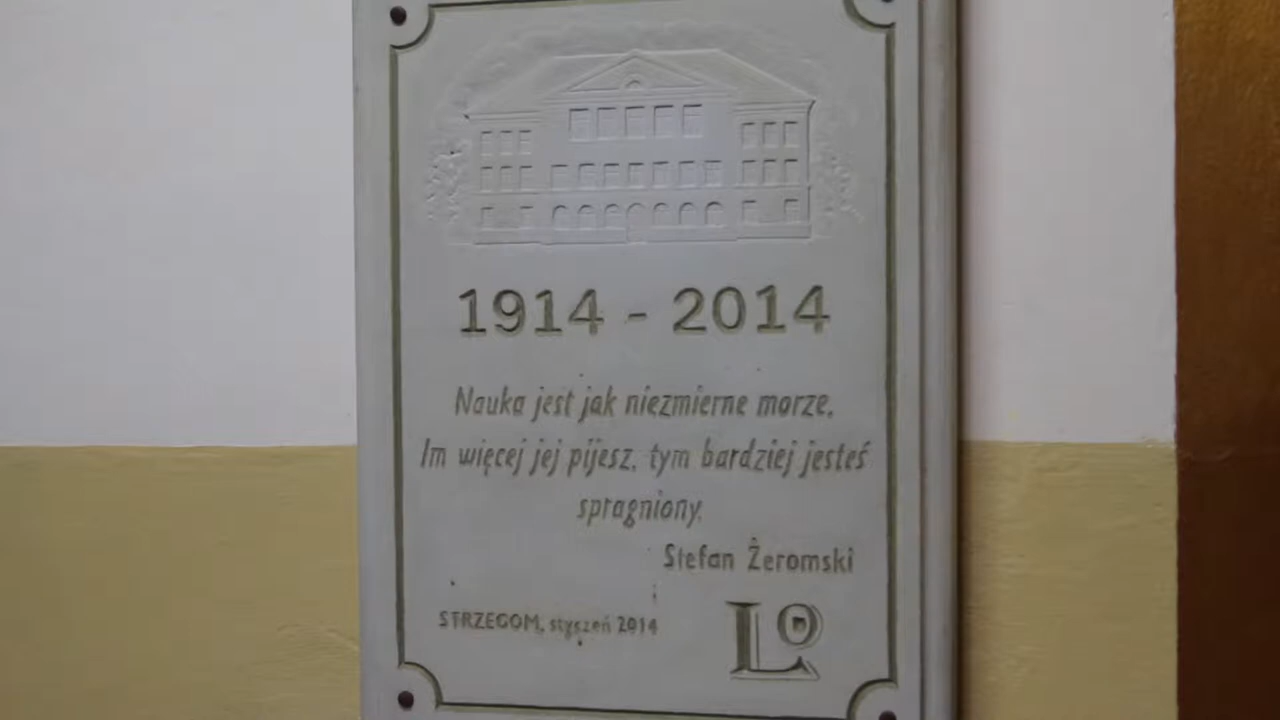 1914 - 2014
Nauka jest jak niezmierne morze.
Im więcej jej pijesz, tym bardziej jesteś
spragniony.
Stefan Żeromski
STRZEGOM, styszeń 2014
LO